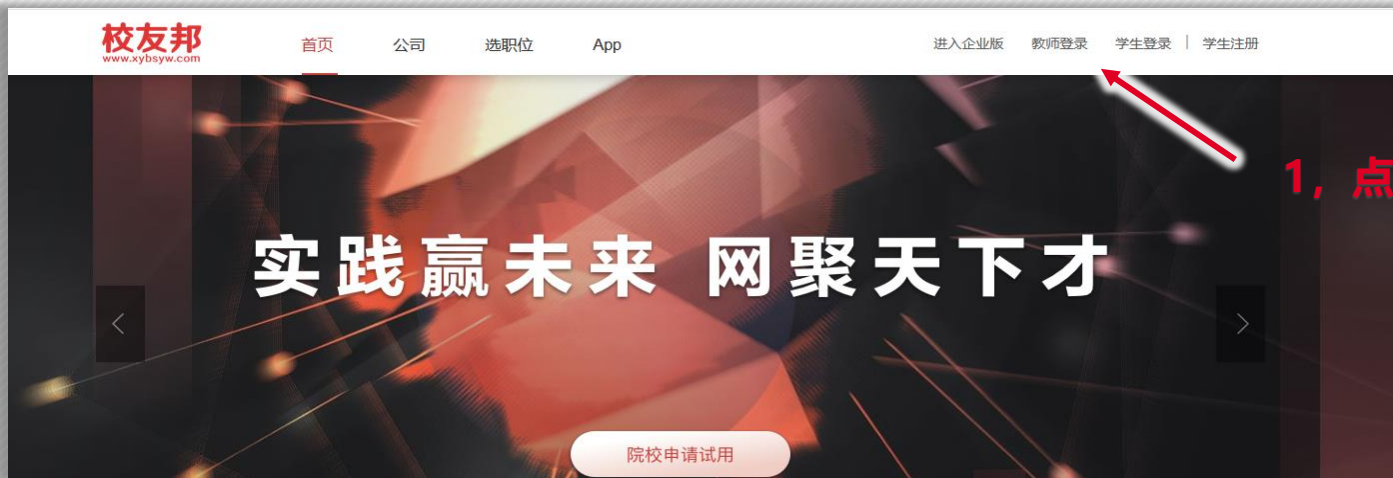 校友邦
www.xybsyw.com
首页 公司 选职位 App 进入企业版 教师登录 学生登录 | 学生注册
1, 点
实践赢未来 网聚天下才
院校申请试用